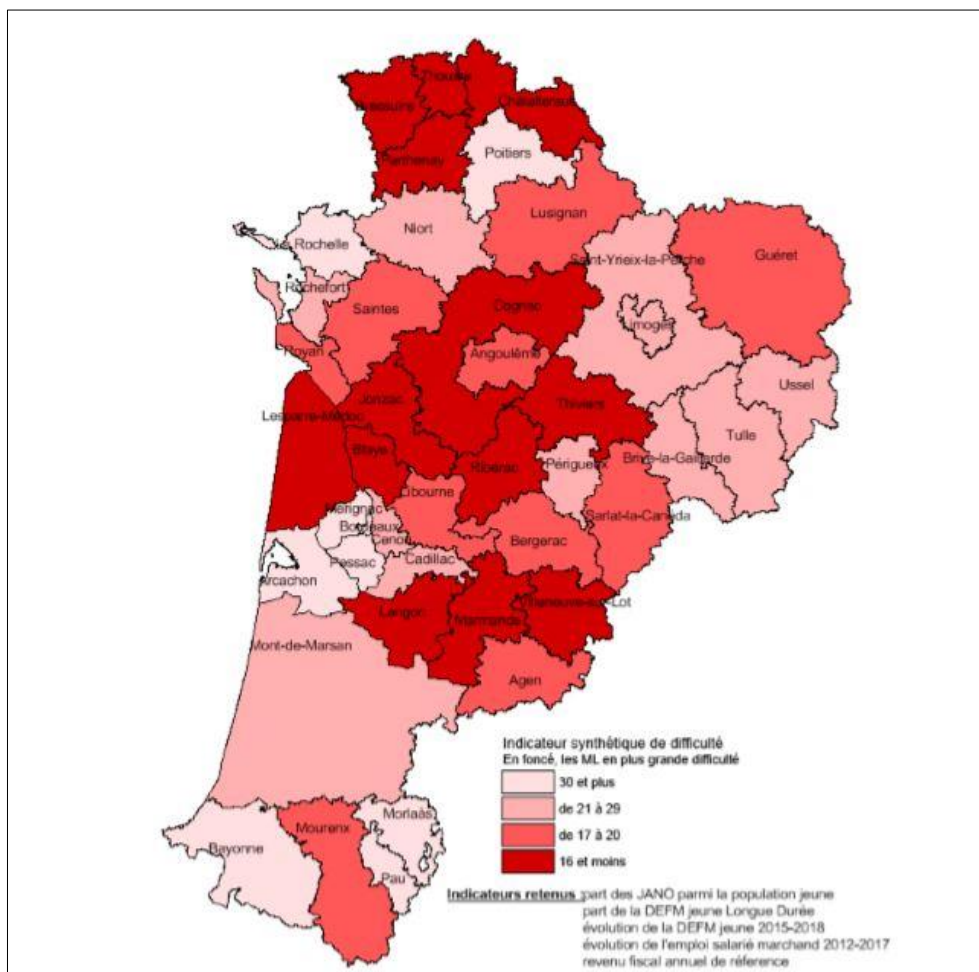 Thouars
Bressuire
Châtellerault
Parthenay
Poitiers
Lusignan
Niort
La Rochelle
Saint-Yrieix-la-Perche
Guéret
Rochefort
Saintes
Cognac
Limoges
Royan
Angoulême
Ussel
Jonzac
Thiviers
Lesparre-Médoc
Tulle
Blaye
Ribérac
Périgueux
Brive-la-Gaillarde
Libourne
Mérignac
Sarlat-la-Canéda
Bordeaux
Cenon
Bergerac
Pessac
Cadillac
Arcachon
Villeneuve-sur-Lot
Langon
Marmande
Mont-de-Marsan
Agen
Indicateur synthétique de difficulté
En foncé, les ML en plus grande difficulté
30 et plus
de 21 à 29
de 17 à 20
16 et moins
Morlaàs
Mourenx
Bayonne
Pau
Indicateurs retenus :part des JANO parmi la population jeune
part de la DEFM jeune Longue Durée
évolution de la DEFM jeune 2015-2018
évolution de l'emploi salarié marchand 2012-2017
revenu fiscal annuel de réference